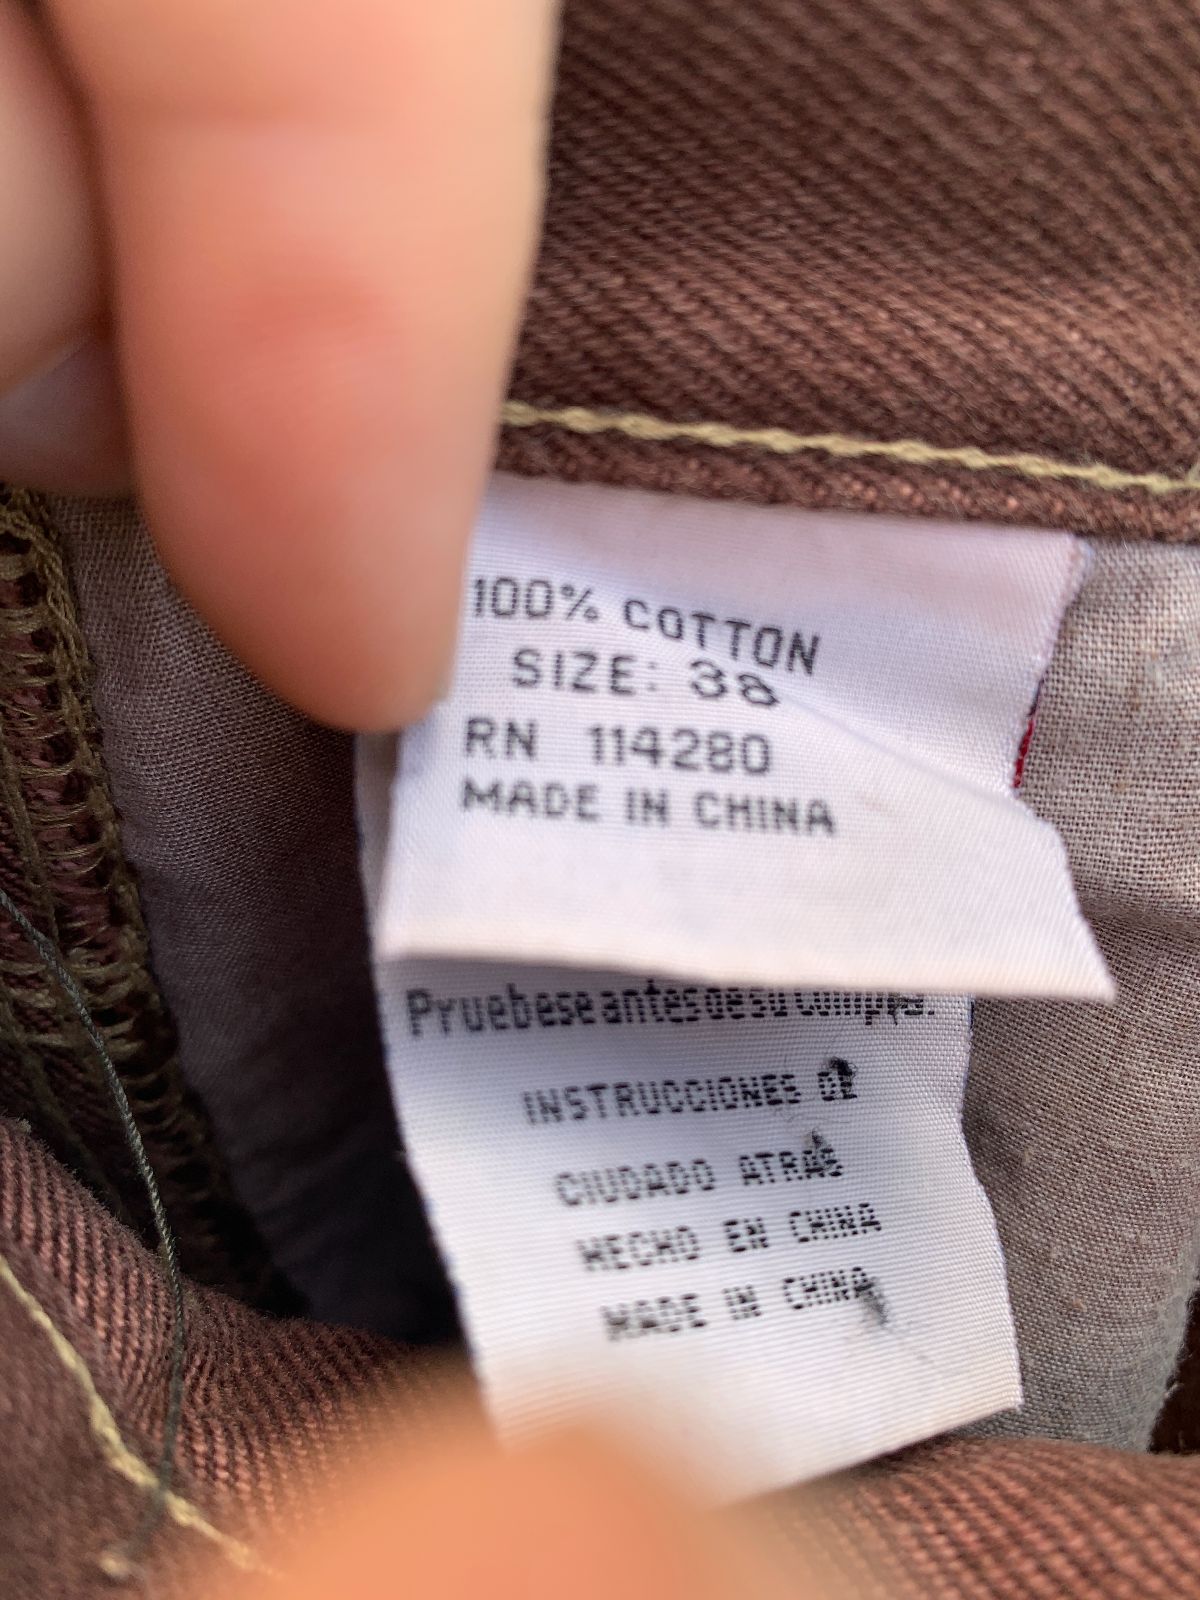 100% COTTON
SIZE: 38
RN 114280
MADE IN CHINA
Pruebese antes de su compra.
INSTRUCCIONES DE
CIUDADO ATRAS
HECHO EN CHINA
MADE IN CHINA